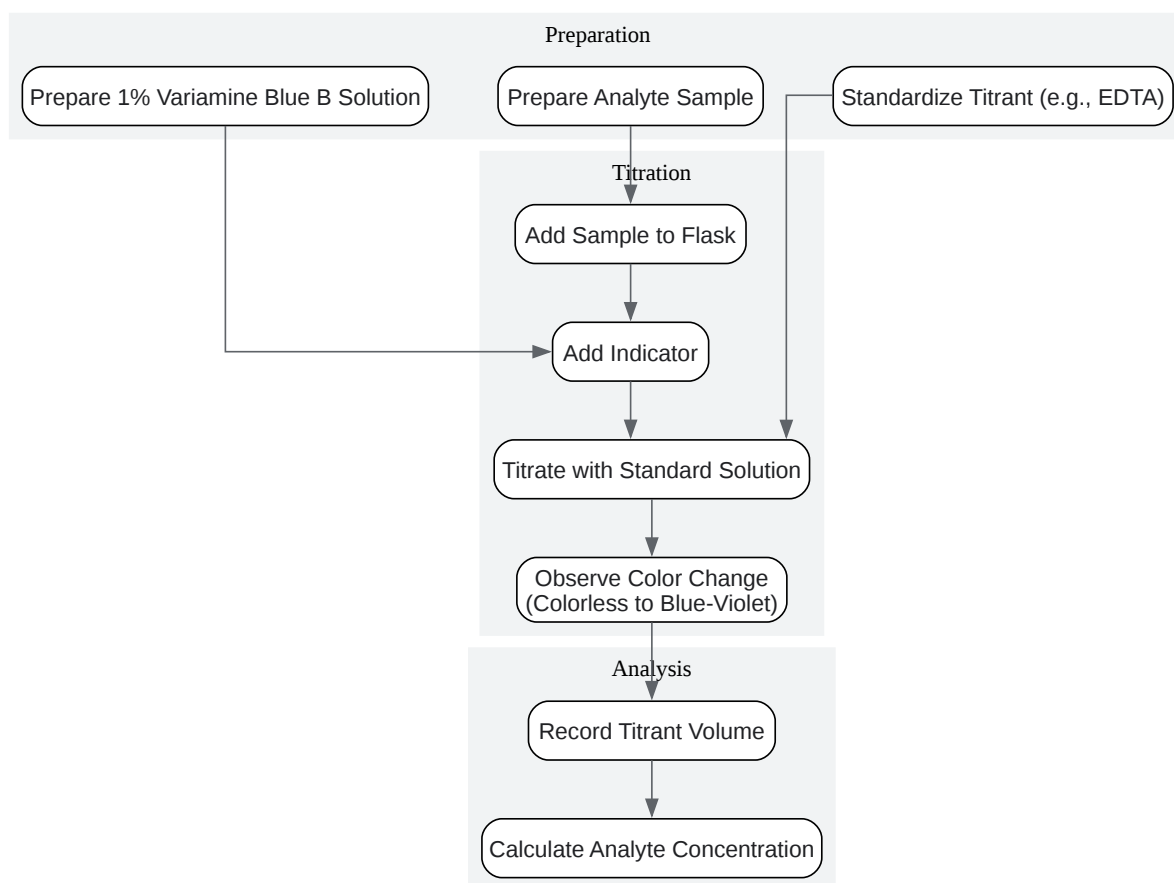 Preparation
Prepare 1% Variamine Blue B Solution
Prepare Analyte Sample
Standardize Titrant (e.g., EDTA)
Titration
Add Sample to Flask
Add Indicator
Titrate with Standard Solution
Observe Color Change
(Colorless to Blue-Violet)
Analysis
Record Titrant Volume
Calculate Analyte Concentration